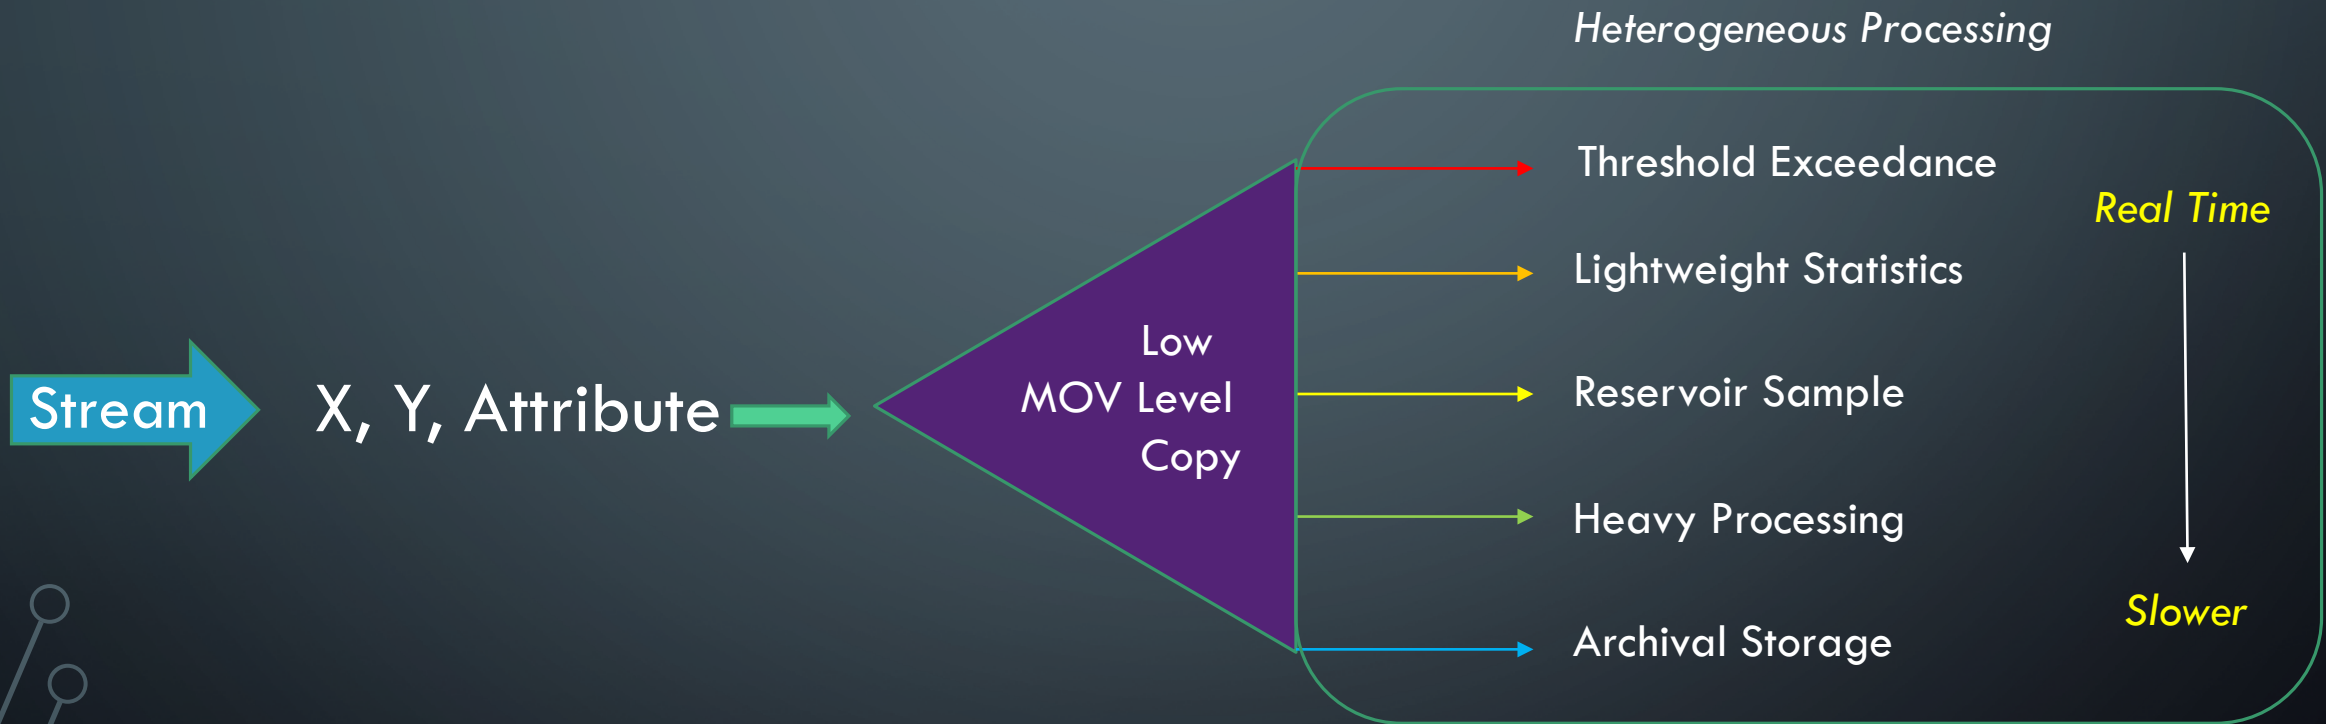 Heterogeneous Processing
Stream
X, Y, Attribute
Low
MOV Level
Copy
Threshold Exceedance
Lightweight Statistics
Reservoir Sample
Heavy Processing
Archival Storage
Real Time
Slower